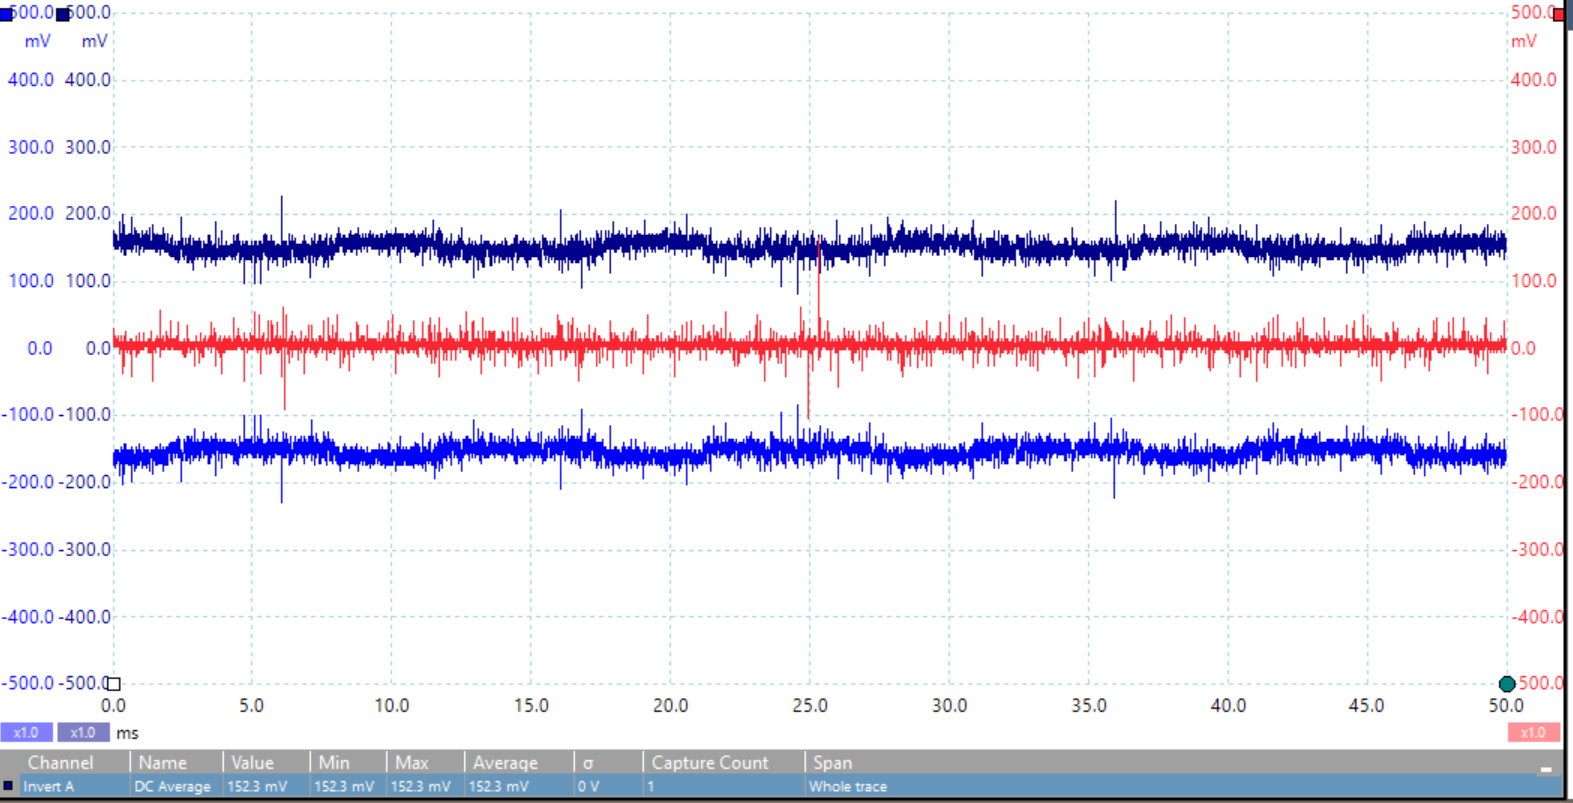 500.0 500.0 500.0
mV mV mV
400.0 400.0 400.0
300.0 300.0 300.0
200.0 200.0 200.0
100.0 100.0 100.0
0.0 0.0 0.0
-100.0 -100.0 -100.0
-200.0 -200.0 -200.0
-300.0 -300.0 -300.0
-400.0 -400.0 -400.0
-500.0 -500.0 500.0
0.0 5.0 10.0 15.0 20.0 25.0 30.0 35.0 40.0 45.0 50.0
x1.0 x1.0 ms x1.0
Channel Name Value Min Max Average σ Capture Count Span
Invert A DC Average 152.3 mV 152.3 mV 152.3 mV 152.3 mV 0 V 1 Whole trace